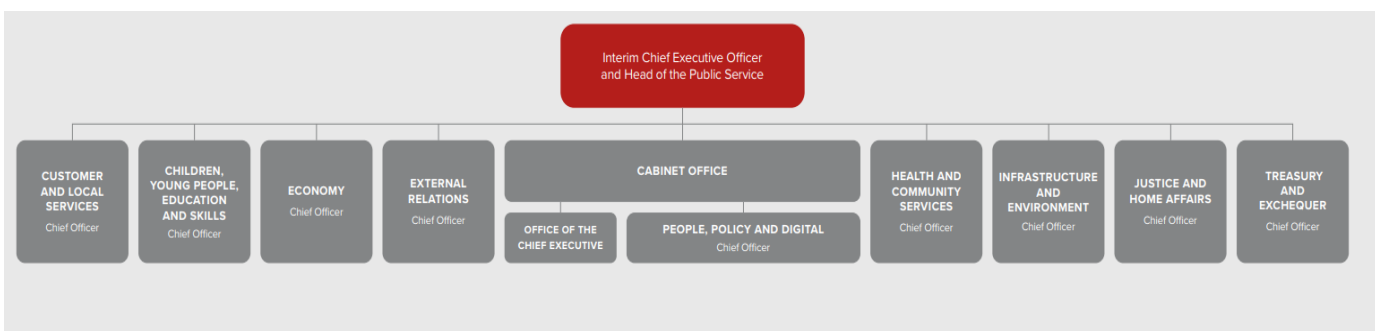 Interim Chief Executive Officer
and Head of the Public Service
CUSTOMER
AND LOCAL
SERVICES
Chief Officer
CHILDREN,
YOUNG PEOPLE,
EDUCATION
AND SKILLS
Chief Officer
ECONOMY
Chief Officer
EXTERNAL
RELATIONS
Chief Officer
CABINET OFFICE
OFFICE OF THE
CHIEF EXECUTIVE
PEOPLE, POLICY AND DIGITAL
Chief Officer
HEALTH AND
COMMUNITY
SERVICES
Chief Officer
INFRASTRUCTURE
AND
ENVIRONMENT
Chief Officer
JUSTICE AND
HOME AFFAIRS
Chief Officer
TREASURY
AND
EXCHEQUER
Chief Officer